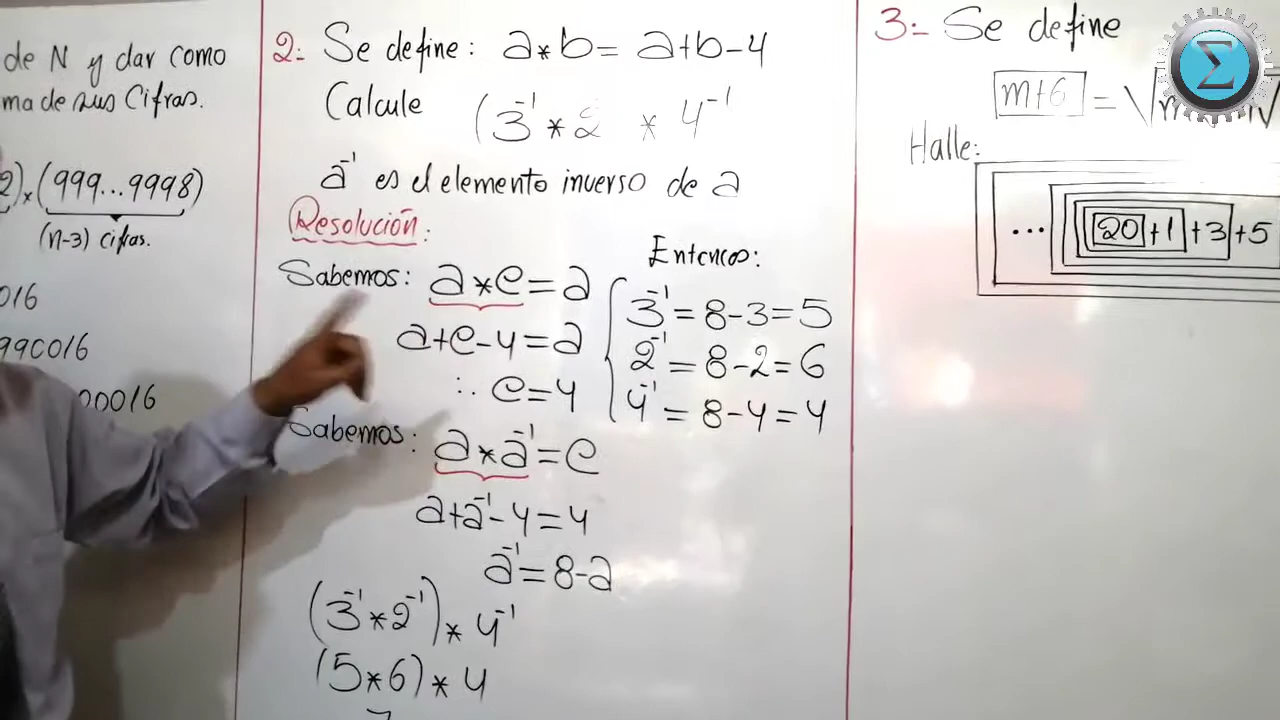 de N y dar como
ma de sus Cifras.
2)×(999...9998)
(n-3) cifras.
016
990016
00016
2.- Se define: a*b = a+b-4
Calcule (3⁻¹*2 * 4⁻¹
a⁻¹ es el elemento inverso de a
Resolución:
Sabemos: a*e=a
a+e-4=a
∴ e=4
Sabemos: a*a⁻¹=e
a+a⁻¹-4=4
a⁻¹=8-a
(3⁻¹*2⁻¹)*4⁻¹
(5*6)*4
Entonces:
3⁻¹=8-3=5
2⁻¹=8-2=6
4⁻¹=8-4=4
3.- Se define
m+6 = √
Halle:
... 20 +1 +3 +5
Σ